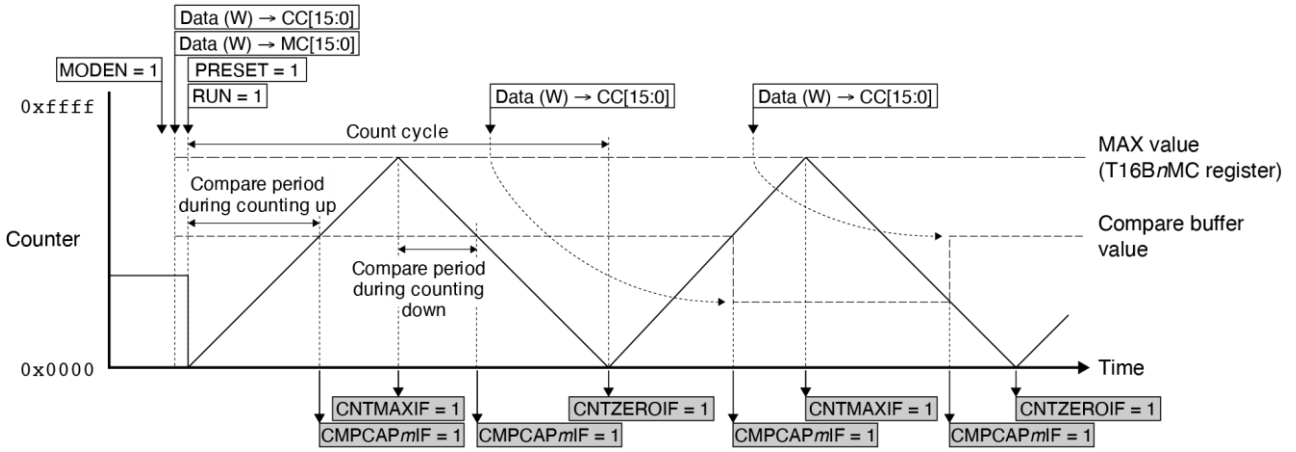 Data (W) → CC[15:0]
Data (W) → MC[15:0]
MODEN = 1
PRESET = 1
RUN = 1
Data (W) → CC[15:0]
Data (W) → CC[15:0]
0xffff
Count cycle
MAX value
(T16BnMC register)
Compare period
during counting up
Counter
Compare buffer
value
Compare period
during counting
down
0x0000
Time
CNTMAXIF = 1
CNTZEROIF = 1
CNTMAXIF = 1
CNTZEROIF = 1
CMPCAPmIF = 1
CMPCAPmIF = 1
CMPCAPmIF = 1
CMPCAPmIF = 1